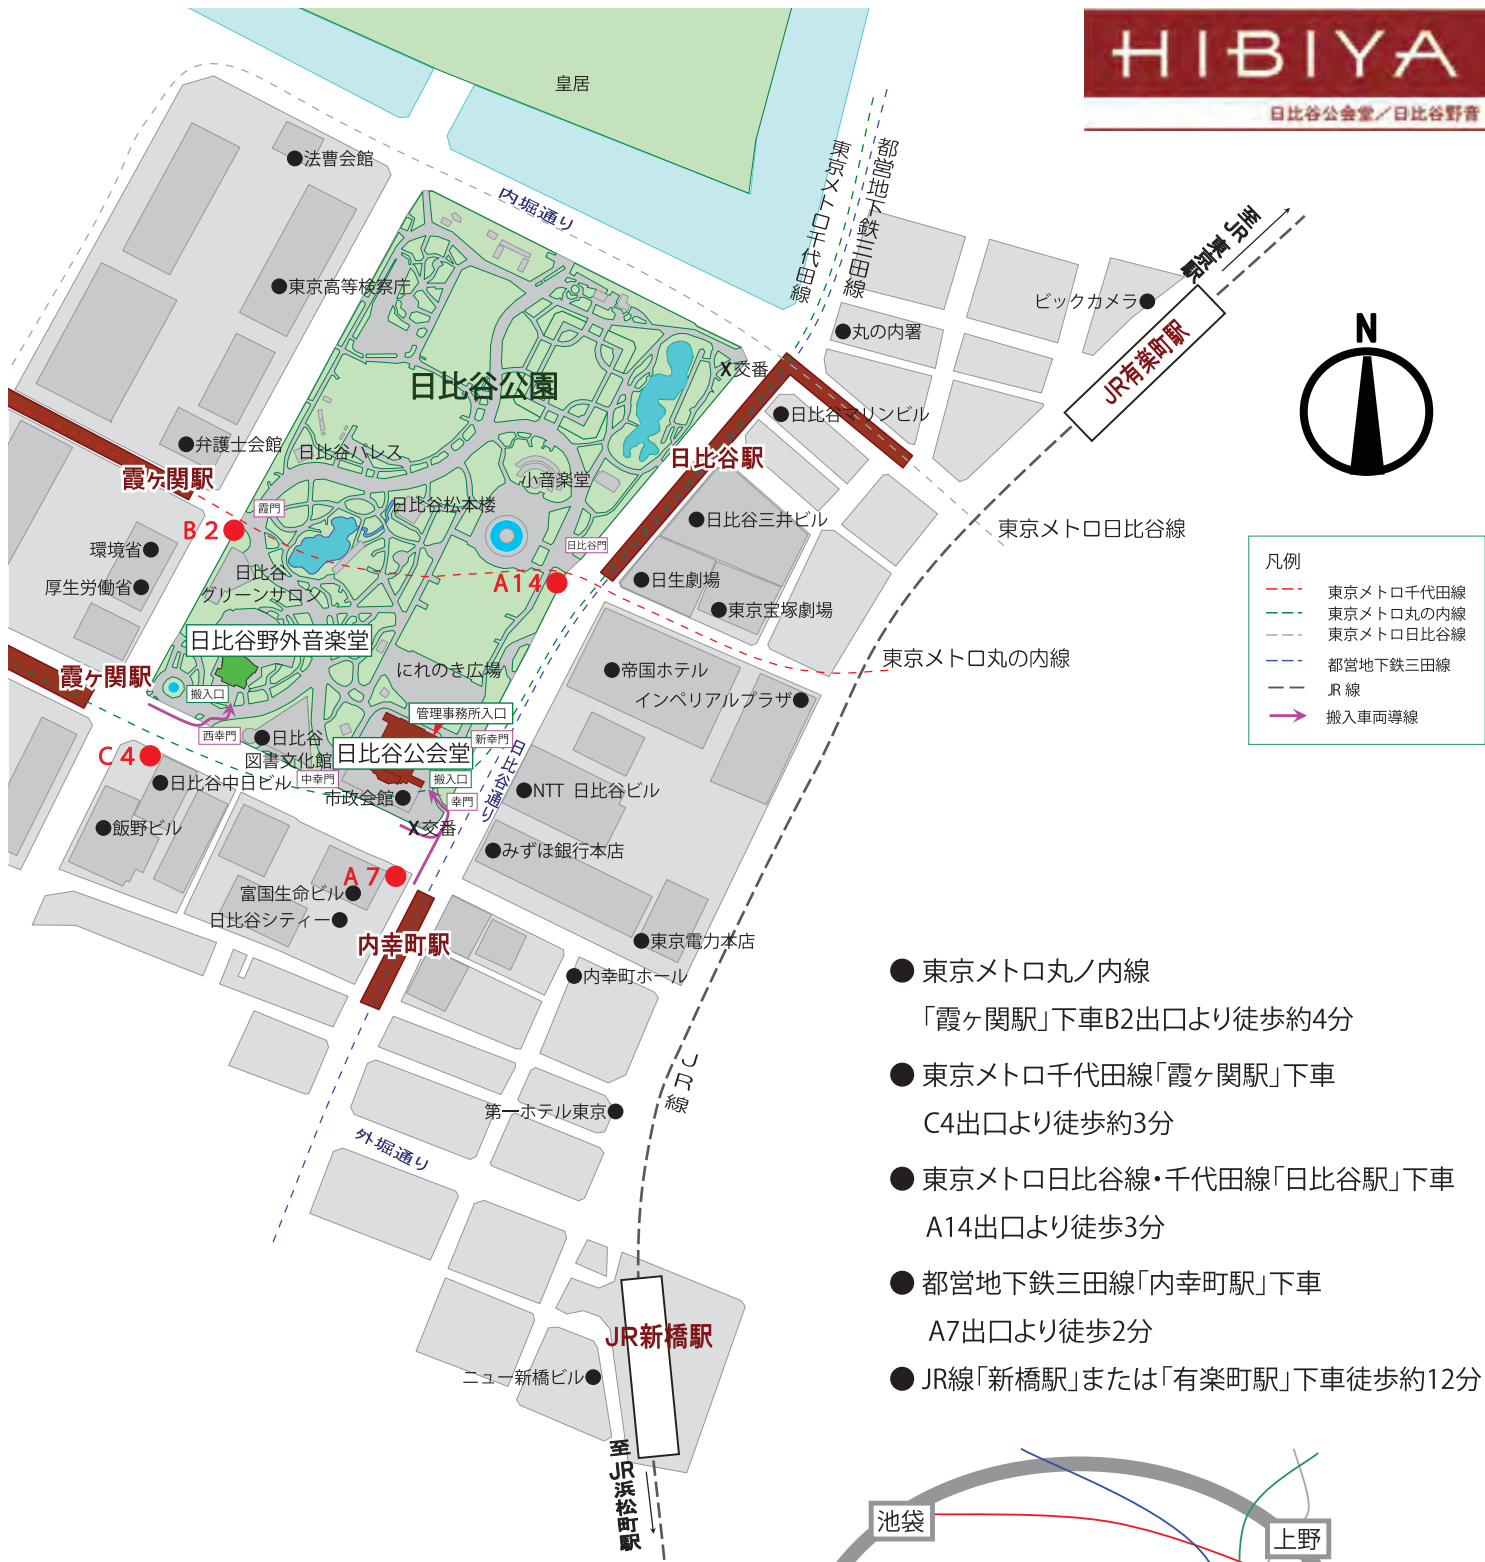 HIBIYA
日比谷公会堂／日比谷野音
皇居
法曹会館
内堀通り
東京メトロ千代田線
都営地下鉄三田線
至JR東京駅
東京高等検察庁
ビックカメラ
丸の内署
JR有楽町駅
N
X交番
日比谷公園
日比谷マリンビル
弁護士会館
日比谷パレス
日比谷駅
霞ヶ関駅
小音楽堂
霞門
日比谷松本楼
日比谷三井ビル
東京メトロ日比谷線
B 2
日比谷門
環境省
日比谷
グリーンサロン
厚生労働省
A14
日生劇場
東京宝塚劇場
凡例
東京メトロ千代田線
東京メトロ丸の内線
東京メトロ日比谷線
都営地下鉄三田線
JR 線
搬入車両導線
日比谷野外音楽堂
東京メトロ丸の内線
霞ヶ関駅
にれのき広場
帝国ホテル
搬入口
インペリアルプラザ
管理事務所入口
西幸門
日比谷
図書文化館
新幸門
日比谷公会堂
日比谷通り
C 4
中幸門
搬入口
日比谷中日ビル
市政会館
幸門
NTT 日比谷ビル
飯野ビル
X交番
みずほ銀行本店
A 7
富国生命ビル
日比谷シティー
内幸町駅
東京電力本店
内幸町ホール
JR線
第一ホテル東京
外堀通り
JR新橋駅
ニュー新橋ビル
至JR浜松町駅
● 東京メトロ丸ノ内線
「霞ヶ関駅」下車B2出口より徒歩約4分
● 東京メトロ千代田線「霞ヶ関駅」下車
C4出口より徒歩約3分
● 東京メトロ日比谷線・千代田線「日比谷駅」下車
A14出口より徒歩3分
● 都営地下鉄三田線「内幸町駅」下車
A7出口より徒歩2分
● JR線「新橋駅」または「有楽町駅」下車徒歩約12分
池袋
上野